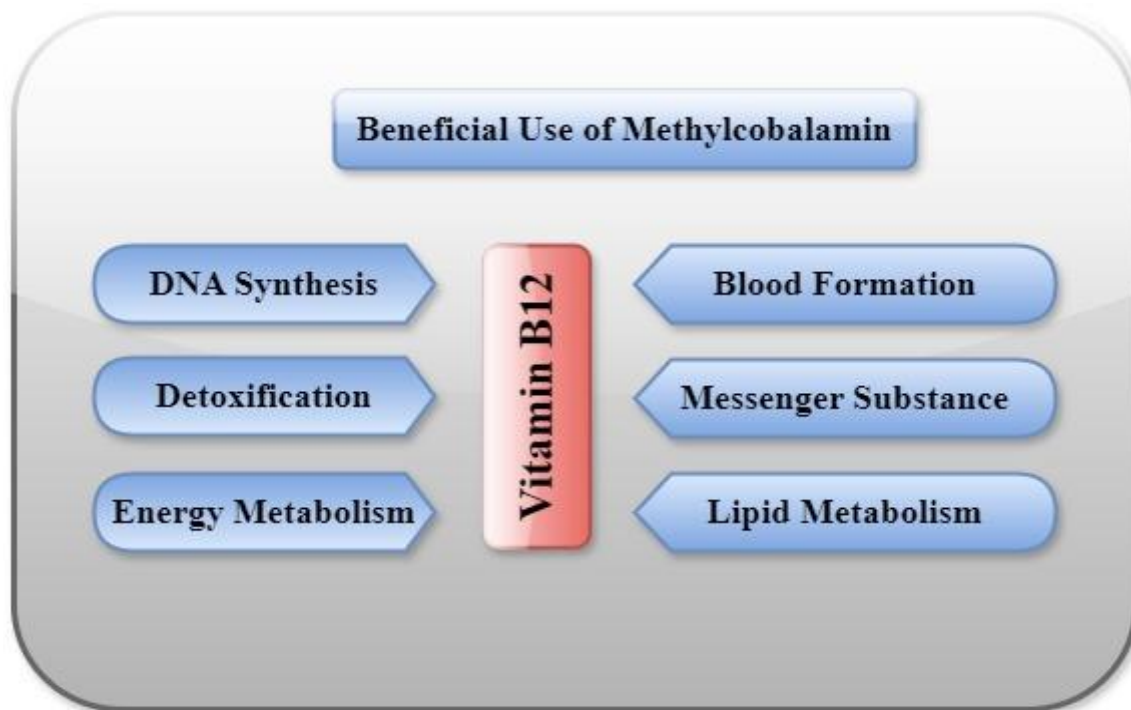 Beneficial Use of Methylcobalamin
DNA Synthesis
Detoxification
Energy Metabolism
Vitamin B12
Blood Formation
Messenger Substance
Lipid Metabolism